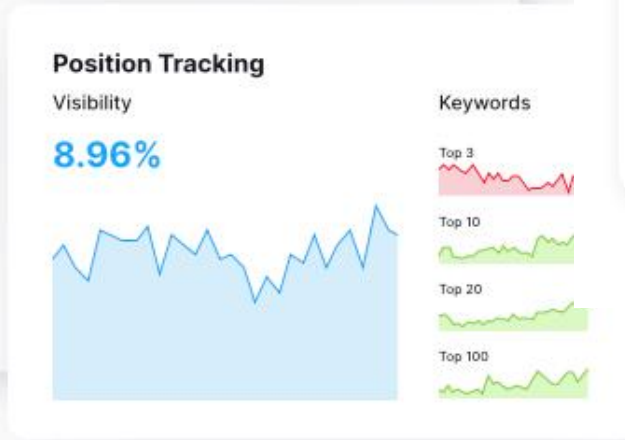 Position Tracking
Visibility
8.96%
Keywords
Top 3
Top 10
Top 20
Top 100